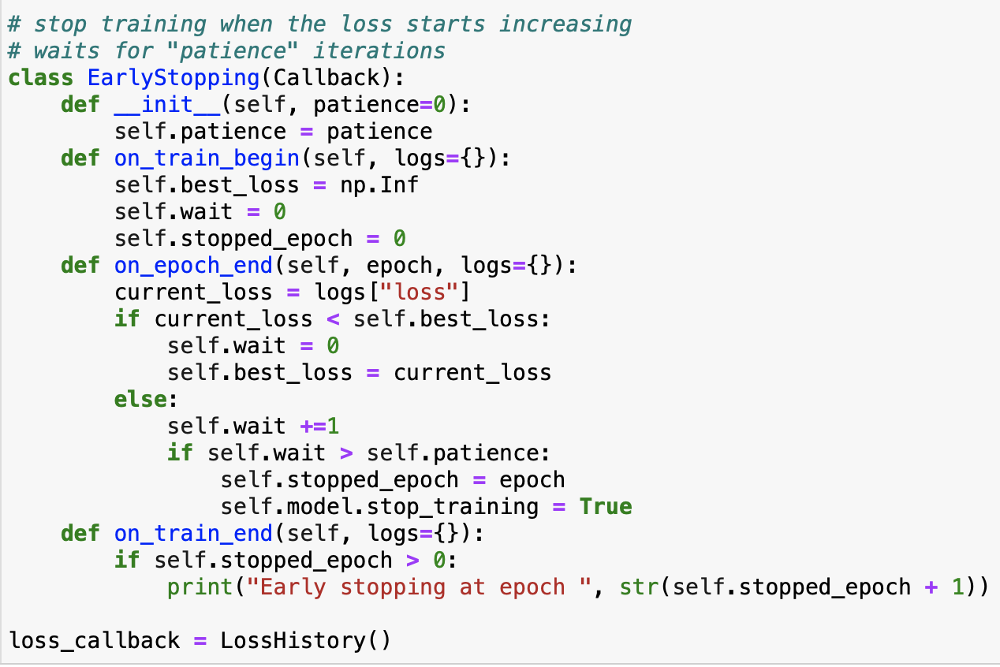 # stop training when the loss starts increasing
# waits for "patience" iterations
class EarlyStopping(Callback):
    def __init__(self, patience=0):
        self.patience = patience
    def on_train_begin(self, logs={}):
        self.best_loss = np.Inf
        self.wait = 0
        self.stopped_epoch = 0
    def on_epoch_end(self, epoch, logs={}):
        current_loss = logs["loss"]
        if current_loss < self.best_loss:
            self.wait = 0
            self.best_loss = current_loss
        else:
            self.wait +=1
            if self.wait > self.patience:
                self.stopped_epoch = epoch
                self.model.stop_training = True
    def on_train_end(self, logs={}):
        if self.stopped_epoch > 0:
            print("Early stopping at epoch ", str(self.stopped_epoch + 1))

loss_callback = LossHistory()